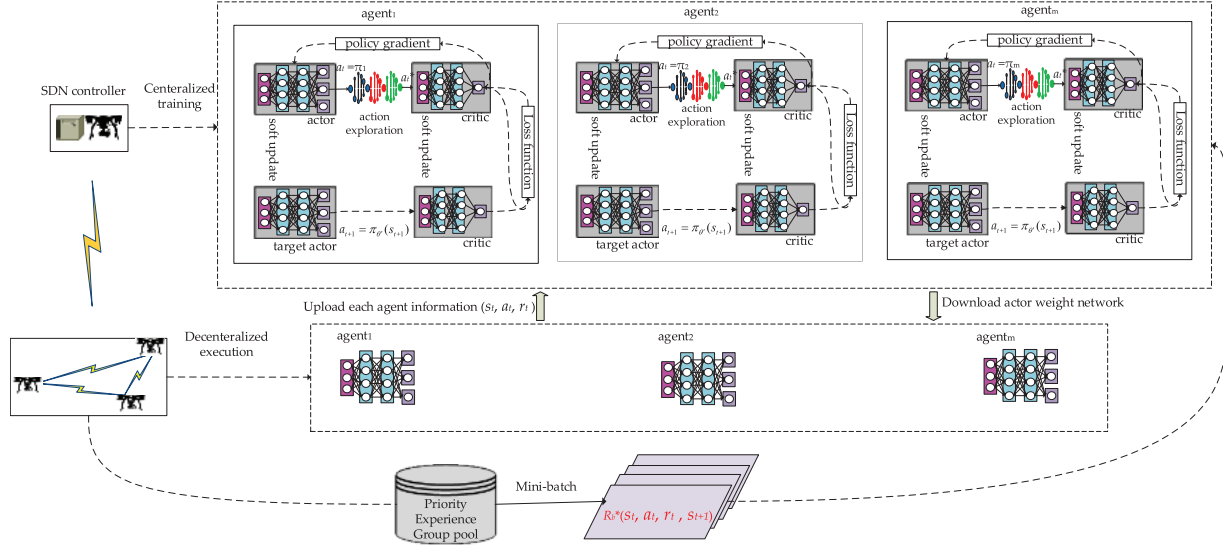 agent₁
agent₂
agentₘ
policy gradient
policy gradient
policy gradient
aₜ=π₁
aₜ*
aₜ=π₂
aₜ*
aₜ=πₘ
aₜ*
SDN controller
Centeralized
training
actor
action
exploration
critic
actor
action
exploration
critic
actor
action
exploration
critic
soft update
soft update
Loss function
soft update
soft update
Loss function
soft update
soft update
Loss function
target actor
aₜ₊₁ = π_θ'(sₜ₊₁)
critic
target actor
aₜ₊₁ = π_θ'(sₜ₊₁)
critic
target actor
aₜ₊₁ = π_θ'(sₜ₊₁)
critic
Upload each agent information (sₜ, aₜ, rₜ)
Download actor weight network
Decenteralized
execution
agent₁
agent₂
agentₘ
Priority
Experience
Group pool
Mini-batch
R_b*(sₜ, aₜ, rₜ, sₜ₊₁)